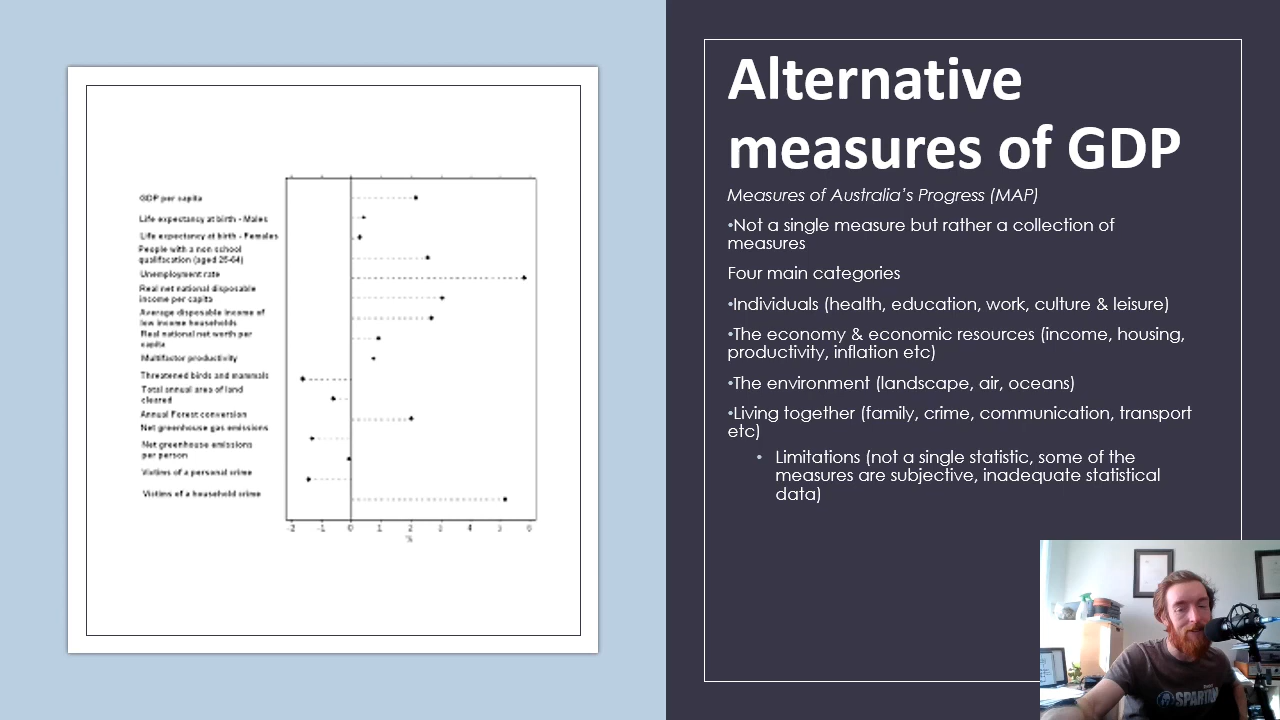 GDP per capita
Life expectancy at birth - Males
Life expectancy at birth - Females
People with a non school
qualification (aged 25-64)
Unemployment rate
Real net national disposable
income per capita
Average disposable income of
low income households
Real national net worth per
capita
Multifactor productivity
Threatened birds and mammals
Total annual area of land
cleared
Annual Forest conversion
Net greenhouse gas emissions
Net greenhouse emissions
per person
Victims of a personal crime
Victims of a household crime
-2 -1 0 1 2 3 4 5 6
%
Alternative
measures of GDP
Measures of Australia’s Progress (MAP)
•Not a single measure but rather a collection of
measures
Four main categories
•Individuals (health, education, work, culture & leisure)
•The economy & economic resources (income, housing,
productivity, inflation etc)
•The environment (landscape, air, oceans)
•Living together (family, crime, communication, transport
etc)
• Limitations (not a single statistic, some of the
measures are subjective, inadequate statistical
data)
SPARTAN